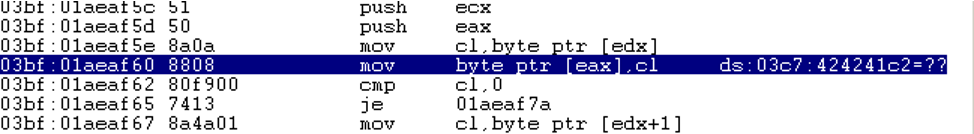 03bf:01aeaf5c 51 push ecx
03bf:01aeaf5d 50 push eax
03bf:01aeaf5e 8a0a mov cl,byte ptr [edx]
03bf:01aeaf60 8808 mov byte ptr [eax],cl ds:03c7:424241c2=??
03bf:01aeaf62 80f900 cmp cl,0
03bf:01aeaf65 7413 je 01aeaf7a
03bf:01aeaf67 8a4a01 mov cl,byte ptr [edx+1]